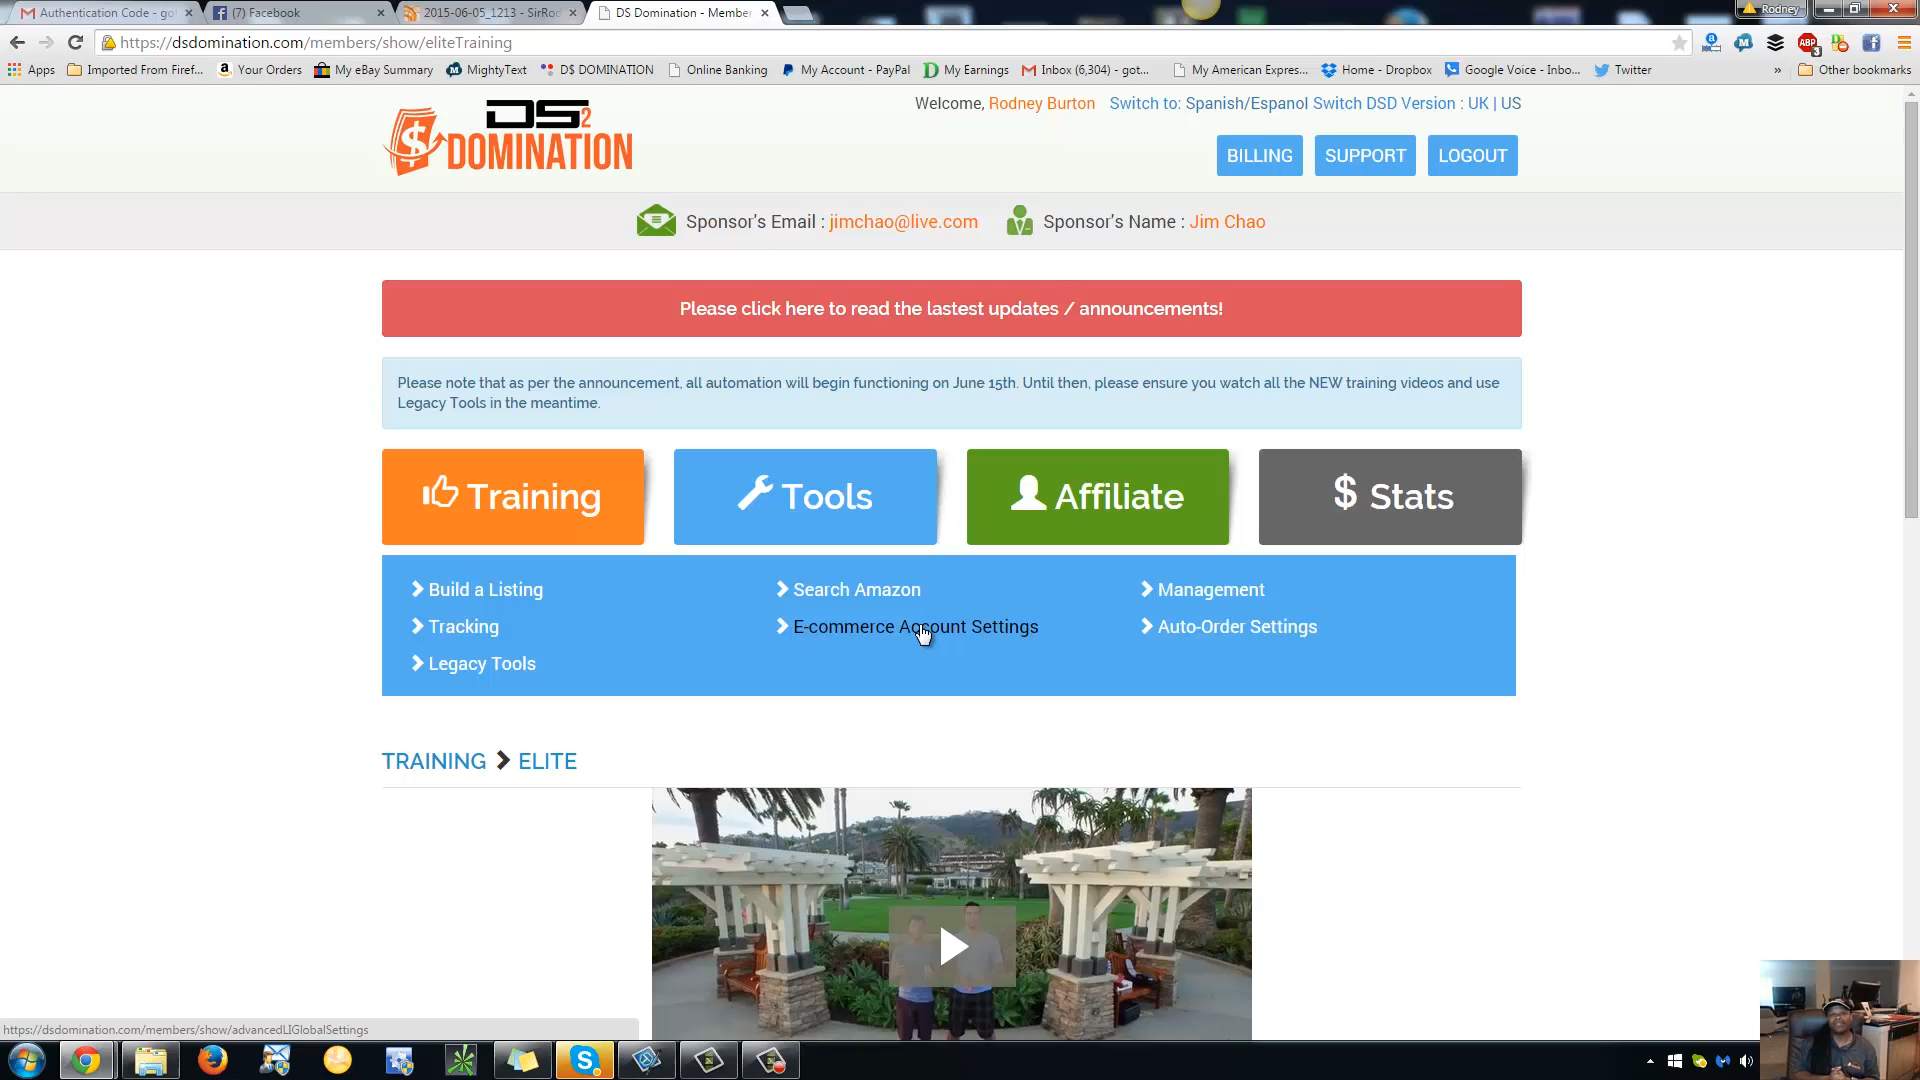 Authentication Code - go
(7) Facebook
2015-06-05_1213 - SirRod
DS Domination - Member
Rodney
https://dsdomination.com/members/show/eliteTraining
Apps
Imported From Firef...
Your Orders
My eBay Summary
MightyText
D$ DOMINATION
Online Banking
My Account - PayPal
My Earnings
Inbox (6,304) - got...
My American Expres...
Home - Dropbox
Google Voice - Inbo...
Twitter
»
Other bookmarks
DS2
DOMINATION
Welcome, Rodney Burton Switch to: Spanish/Espanol Switch DSD Version : UK | US
BILLING
SUPPORT
LOGOUT
Sponsor's Email : jimchao@live.com
Sponsor's Name : Jim Chao
Please click here to read the lastest updates / announcements!
Please note that as per the announcement, all automation will begin functioning on June 15th. Until then, please ensure you watch all the NEW training videos and use
Legacy Tools in the meantime.
Training
Tools
Affiliate
$ Stats
Build a Listing
Search Amazon
Management
Tracking
E-commerce Account Settings
Auto-Order Settings
Legacy Tools
TRAINING > ELITE
https://dsdomination.com/members/show/advancedLIGlobalSettings